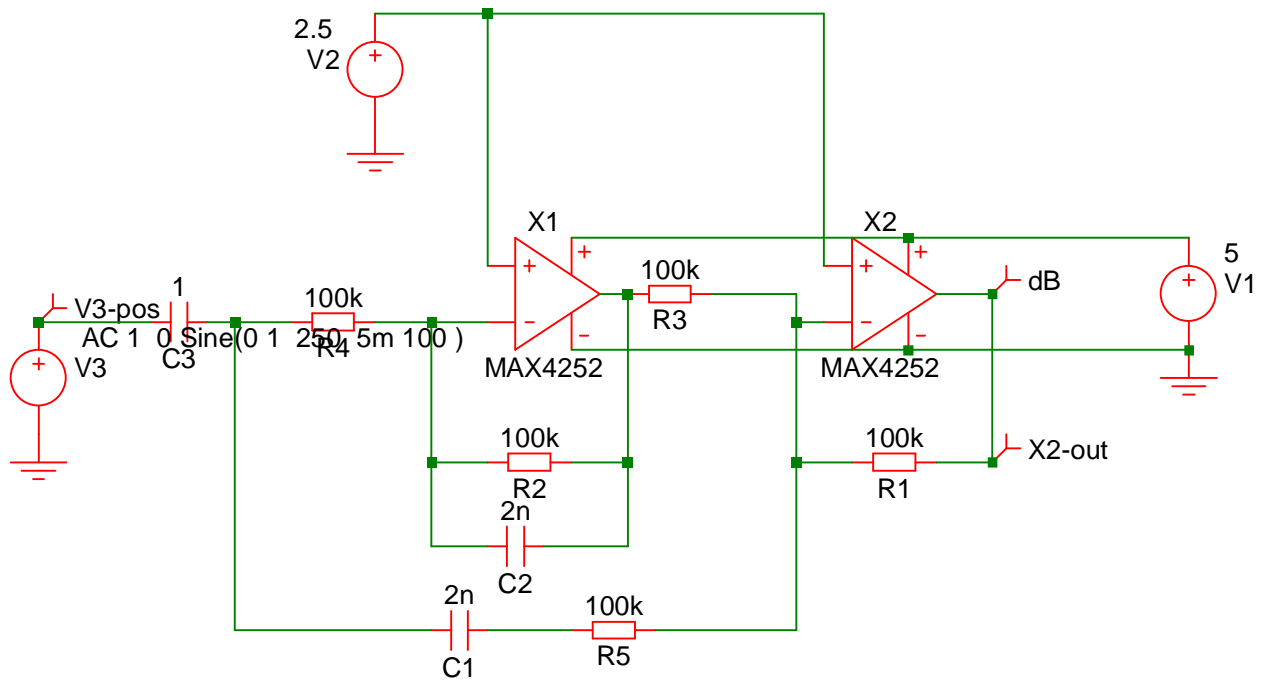 2.5
V2
X1
X2
+
+
+
+
+
5
V1
100k
R3
dB
1
V3-pos
100k
AC 1 0 Sine(0 1 250 5m 100 )
R4
C3
+
V3
−
−
−
−
+
MAX4252
MAX4252
100k
R2
100k
R1
X2-out
2n
C2
2n
C1
100k
R5